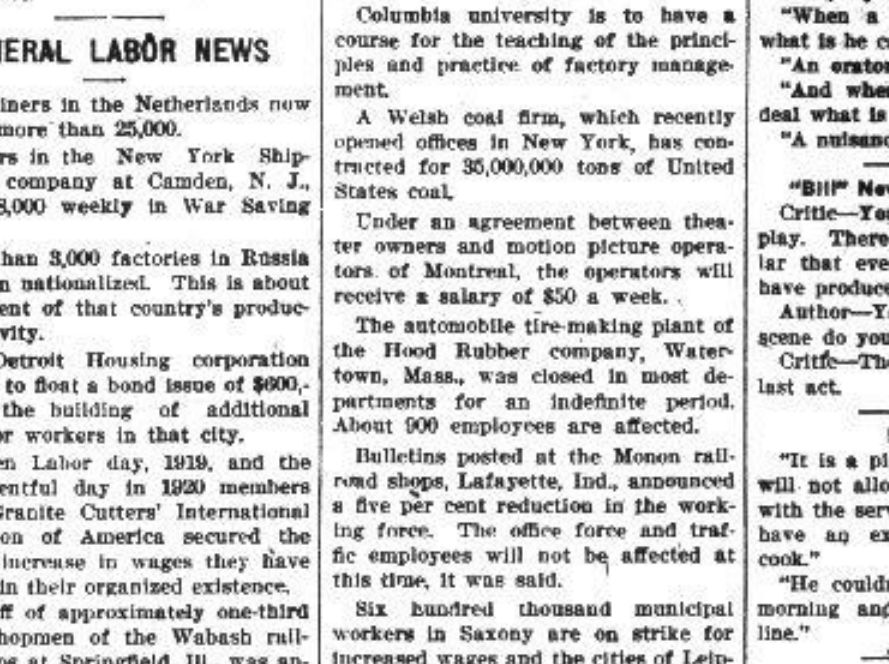 ERAL LABOR NEWS
iners in the Netherlands now
more than 25,000.
rs in the New York Ship-
company at Camden, N. J.,
8,000 weekly in War Saving
han 3,000 factories in Russia
n nationalized. This is about
ent of that country's produc-
vity.
Detroit Housing corporation
to float a bond issue of $600,-
the building of additional
or workers in that city.
en Labor day, 1919, and the
entful day in 1920 members
Granite Cutters' International
on of America secured the
increase in wages they have
in their organized existence.
ff of approximately one-third
hopmen of the Wabash rail-
at Springfield, Ill., was an-
Columbia university is to have a
course for the teaching of the princi-
ples and practice of factory manage-
ment.
A Welsh coal firm, which recently
opened offices in New York, has con-
tracted for 35,000,000 tons of United
States coal.
Under an agreement between thea-
ter owners and motion picture opera-
tors of Montreal, the operators will
receive a salary of $50 a week.
The automobile tire-making plant of
the Hood Rubber company, Water-
town, Mass., was closed in most de-
partments for an indefinite period.
About 900 employees are affected.
Bulletins posted at the Monon rail-
road shops, Lafayette, Ind., announced
a five per cent reduction in the work-
ing force. The office force and traf-
fic employees will not be affected at
this time, it was said.
Six hundred thousand municipal
workers in Saxony are on strike for
increased wages and the cities of Leip-
"When a
what is he c
"An orator
"And when
deal what is
"A nuisanc
"Bill" Ne
Critic—Yo
play. There
lar that eve
have produce
Author—Y
scene do you
Critic—Th
last act.
"It is a pi
will not allo
with the serv
have an ex
cook."
"He couldn
morning and
line."